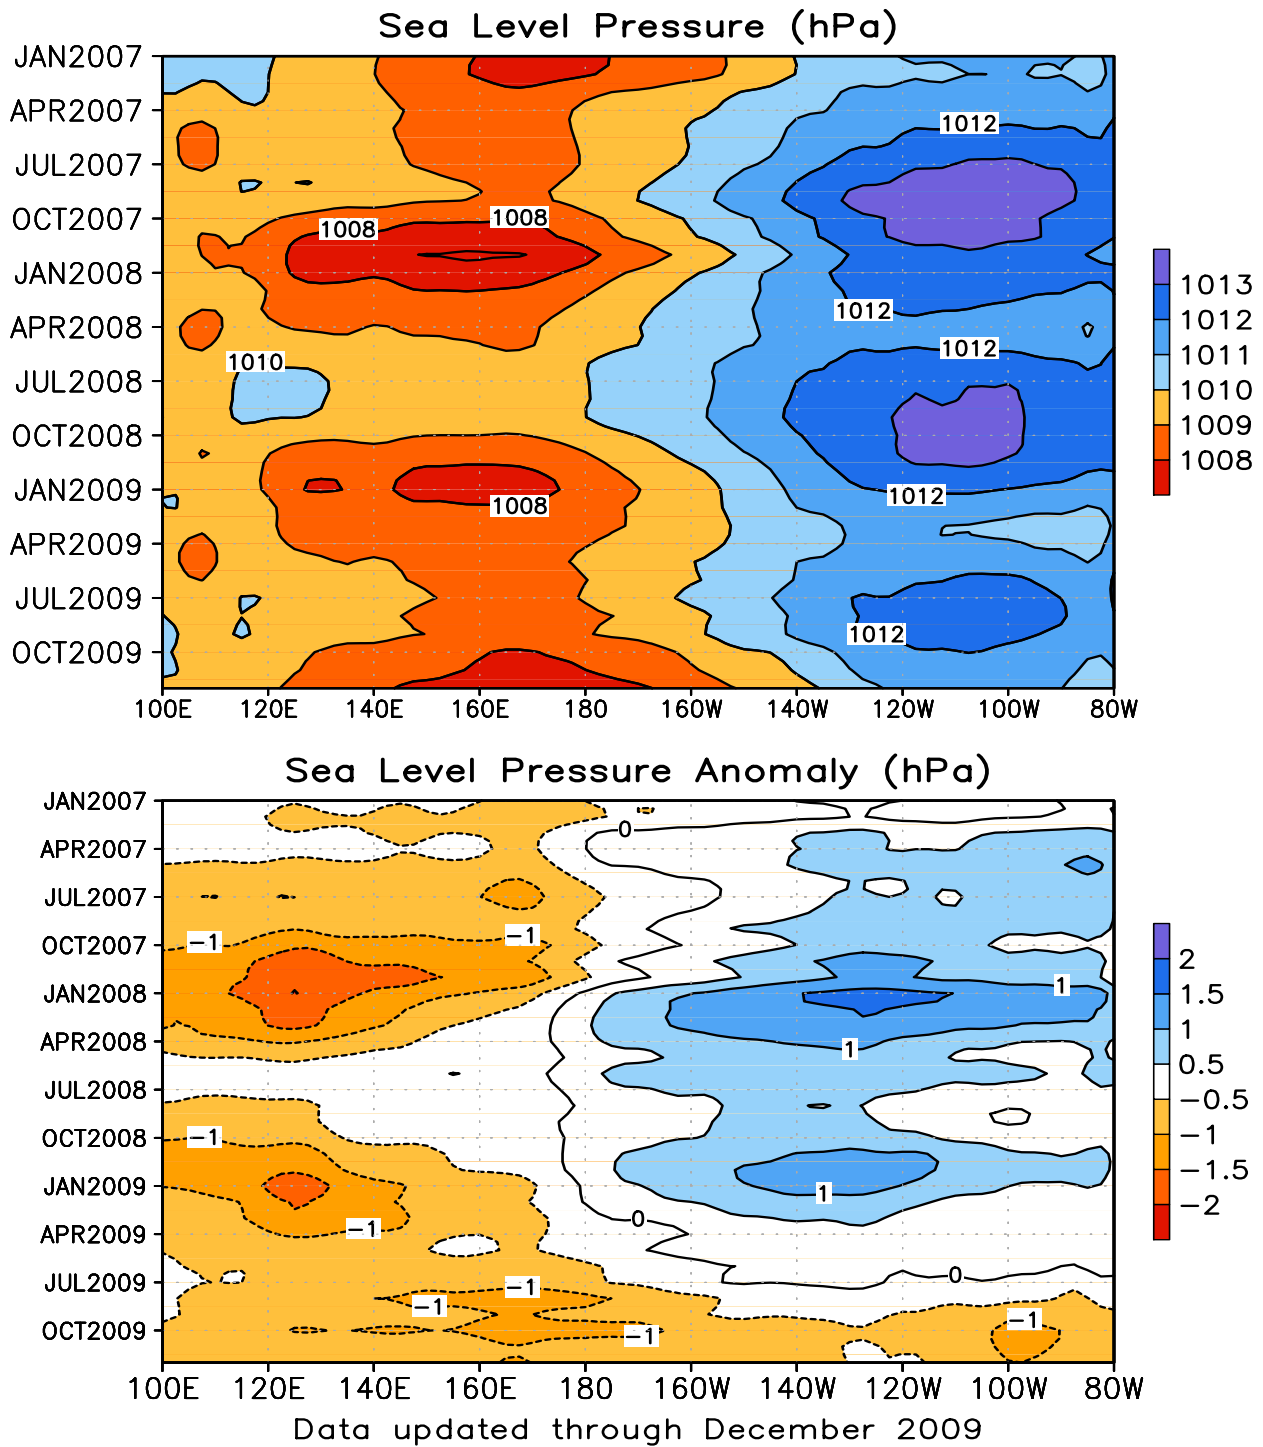 Sea Level Pressure (hPa)
JAN2007
APR2007
JUL2007
OCT2007
JAN2008
APR2008
JUL2008
OCT2008
JAN2009
APR2009
JUL2009
OCT2009
1012
1008
1008
1012
1012
1010
1012
1008
1012
100E 120E 140E 160E 180 160W 140W 120W 100W 80W
1013
1012
1011
1010
1009
1008
Sea Level Pressure Anomaly (hPa)
JAN2007
APR2007
JUL2007
OCT2007
JAN2008
APR2008
JUL2008
OCT2008
JAN2009
APR2009
JUL2009
OCT2009
0
-1
-1
1
1
-1
1
0
-1
0
-1
-1
-1
-1
100E 120E 140E 160E 180 160W 140W 120W 100W 80W
2
1.5
1
0.5
-0.5
-1
-1.5
-2
Data updated through December 2009